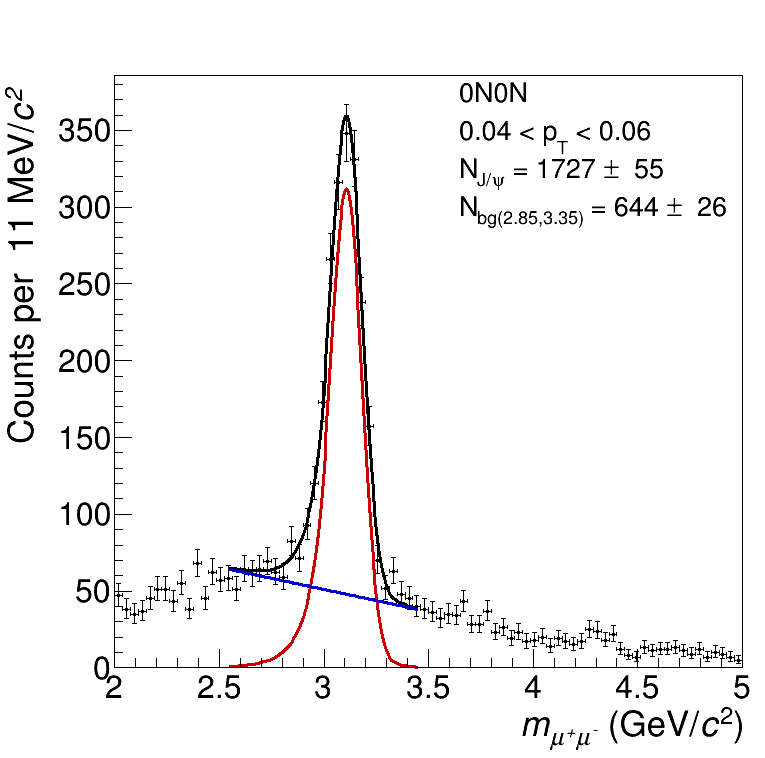 0N0N
0.04 < p_T < 0.06
N_J/ψ = 1727 ± 55
N_bg(2.85,3.35) = 644 ± 26
Counts per 11 MeV/c²
350
300
250
200
150
100
50
0
2 2.5 3 3.5 4 4.5 5
m_μ⁺μ⁻ (GeV/c²)